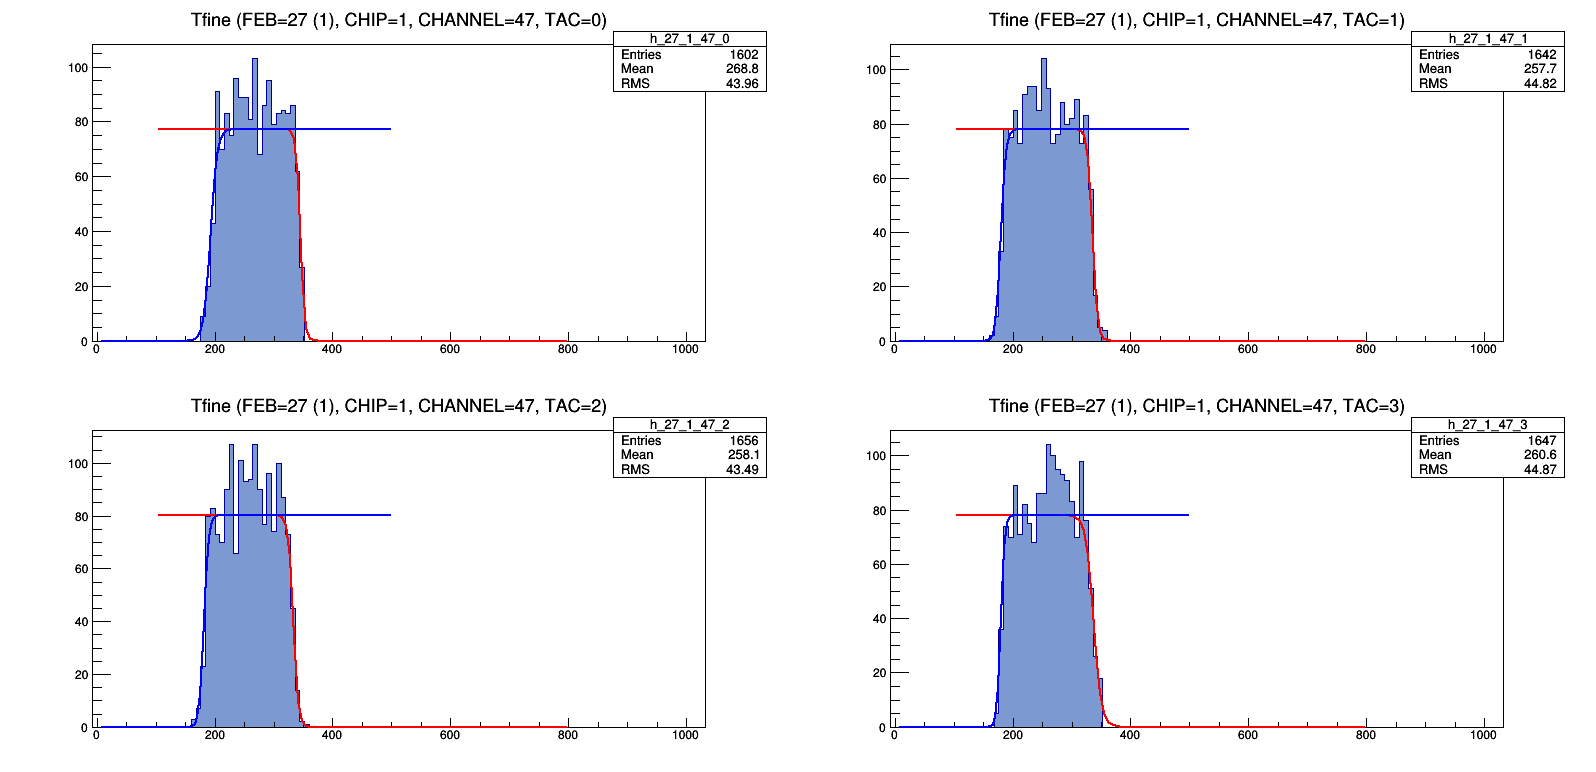 Tfine (FEB=27 (1), CHIP=1, CHANNEL=47, TAC=0)
h_27_1_47_0
Entries 1602
Mean 268.8
RMS 43.96
100
80
60
40
20
0
0 200 400 600 800 1000
Tfine (FEB=27 (1), CHIP=1, CHANNEL=47, TAC=1)
h_27_1_47_1
Entries 1642
Mean 257.7
RMS 44.82
100
80
60
40
20
0
0 200 400 600 800 1000
Tfine (FEB=27 (1), CHIP=1, CHANNEL=47, TAC=2)
h_27_1_47_2
Entries 1656
Mean 258.1
RMS 43.49
100
80
60
40
20
0
0 200 400 600 800 1000
Tfine (FEB=27 (1), CHIP=1, CHANNEL=47, TAC=3)
h_27_1_47_3
Entries 1647
Mean 260.6
RMS 44.87
100
80
60
40
20
0
0 200 400 600 800 1000